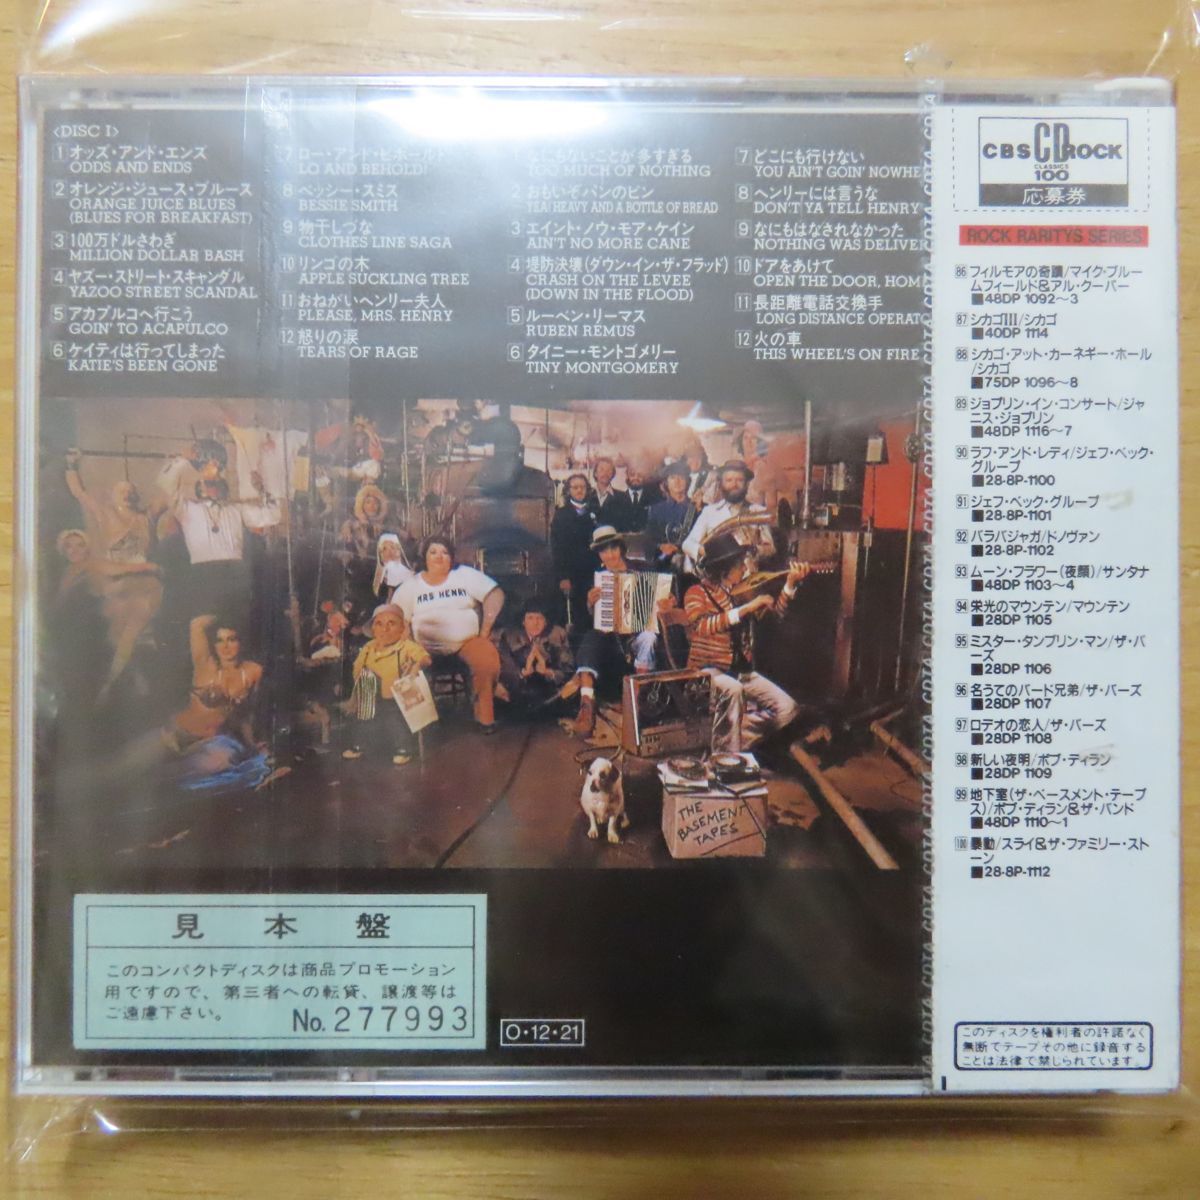 〈DISC I〉
1 オッズ・アンド・エンス
ODDS AND ENDS
2 オレンジ・ジュース・ブルース
ORANGE JUICE BLUES
(BLUES FOR BREAKFAST)
3 100万ドルさわぎ
MILLION DOLLAR BASH
4 ヤズー・ストリート・スキャンダル
YAZOO STREET SCANDAL
5 アカプルコへ行こう
GOIN' TO ACAPULCO
6 ケイティは行ってしまった
KATIE'S BEEN GONE
7 ロー・アンド・ビホールド
LO AND BEHOLD!
8 ベッシー・スミス
BESSIE SMITH
9 物干しづな
CLOTHES LINE SAGA
10 リンゴの木
APPLE SUCKLING TREE
11 おねがいヘンリー夫人
PLEASE, MRS. HENRY
12 怒りの涙
TEARS OF RAGE
なにもないことが多すぎる
TOO MUCH OF NOTHING
2 おもいぞパンのビン
YEA! HEAVY AND A BOTTLE OF BREAD
3 エイント・ノウ・モア・ケイン
AIN'T NO MORE CANE
4 堤防決壊(ダウン・イン・ザ・フラッド)
CRASH ON THE LEVEE
(DOWN IN THE FLOOD)
5 ルーベン・リーマス
RUBEN REMUS
6 タイニー・モントゴメリー
TINY MONTGOMERY
7 どこにも行けない
YOU AIN'T GOIN' NOWHE
8 ヘンリーには言うな
DON'T YA TELL HENRY
9 なにもはなされなかった
NOTHING WAS DELIVER
10 ドアをあけて
OPEN THE DOOR, HOM
11 長距離電話交換手
LONG DISTANCE OPERATO
12 火の車
THIS WHEEL'S ON FIRE
MRS. HENRY
THE
BASEMENT
TAPES
見本盤
このコンパクトディスクは商品プロモーション
用ですので、第三者への転貸、譲渡等は
ご遠慮下さい。
No. 277993
O・12・21
CBS CD ROCK
CLASSICS
100
応募券
ROCK RARITYS SERIES
86 フィルモアの奇蹟/マイク・ブルー
ムフィールド&アル・クーパー
■48DP 1092〜3
87 シカゴIII/シカゴ
■40DP 1114
88 シカゴ・アット・カーネギー・ホール
/シカゴ
■75DP 1096〜8
89 ジョプリン・イン・コンサート/ジャ
ニス・ジョプリン
■48DP 1116〜7
90 ラフ・アンド・レディ/ジェフ・ベック・
グループ
■28・8P-1100
91 ジェフ・ベック・グループ
■28・8P-1101
92 バラバジャガ/ドノヴァン
■28・8P-1102
93 ムーン・フラワー(夜顔)/サンタナ
■48DP 1103〜4
94 栄光のマウンテン/マウンテン
■28DP 1105
95 ミスター・タンブリン・マン/ザ・バ
ーズ
■28DP 1106
96 名うてのバード兄弟/ザ・バーズ
■28DP 1107
97 ロデオの恋人/ザ・バーズ
■28DP 1108
98 新しい夜明/ボブ・ディラン
■28DP 1109
99 地下室(ザ・ベースメント・テープ
ス)/ボブ・ディラン&ザ・バンド
■48DP 1110〜1
100 暴動/スライ&ザ・ファミリー・スト
ーン
■28・8P-1112
このディスクを権利者の許諾なく
無断でテープその他に録音する
ことは法律で禁じられています。